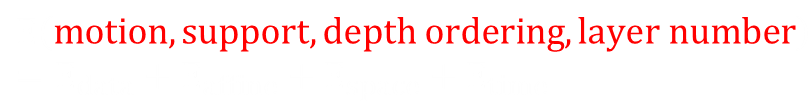 motion, support, depth ordering, layer number